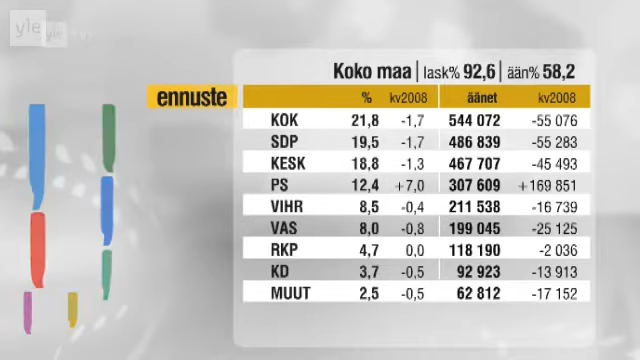 yle
yle tv1
Koko maa | lask% 92,6 | ään% 58,2
ennuste
% kv2008 äänet kv2008
KOK 21,8 -1,7 544 072 -55 076
SDP 19,5 -1,7 486 839 -55 283
KESK 18,8 -1,3 467 707 -45 493
PS 12,4 +7,0 307 609 +169 851
VIHR 8,5 -0,4 211 538 -16 739
VAS 8,0 -0,8 199 045 -25 125
RKP 4,7 0,0 118 190 -2 036
KD 3,7 -0,5 92 923 -13 913
MUUT 2,5 -0,5 62 812 -17 152